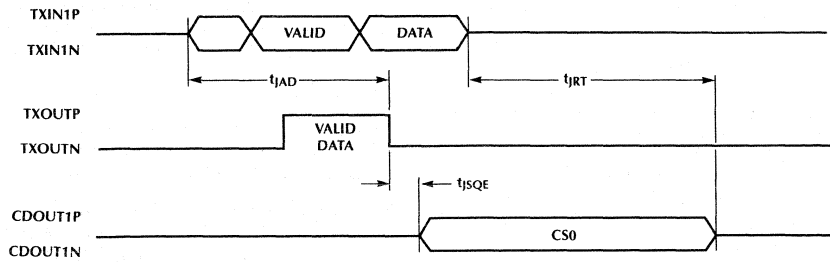 TXIN1P
TXIN1N
VALID
DATA
tJAD
tJRT
TXOUTP
TXOUTN
VALID
DATA
tJSQE
CDOUT1P
CDOUT1N
CS0